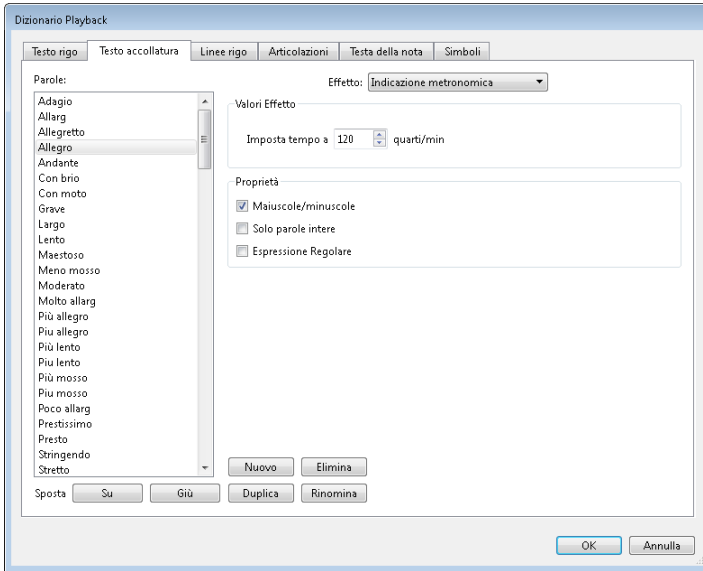 Dizionario Playback
Testo rigo Testo accollatura Linee rigo Articolazioni Testa della nota Simboli
Parole:
Effetto: Indicazione metronomica
Adagio
Allarg
Allegretto
Allegro
Andante
Con brio
Con moto
Grave
Largo
Lento
Maestoso
Meno mosso
Moderato
Molto allarg
Più allegro
Piu allegro
Più lento
Piu lento
Più mosso
Piu mosso
Poco allarg
Prestissimo
Presto
Stringendo
Stretto
Valori Effetto
Imposta tempo a 120 quarti/min
Proprietà
Maiuscole/minuscole
Solo parole intere
Espressione Regolare
Nuovo Elimina
Sposta Su Giù Duplica Rinomina
OK Annulla